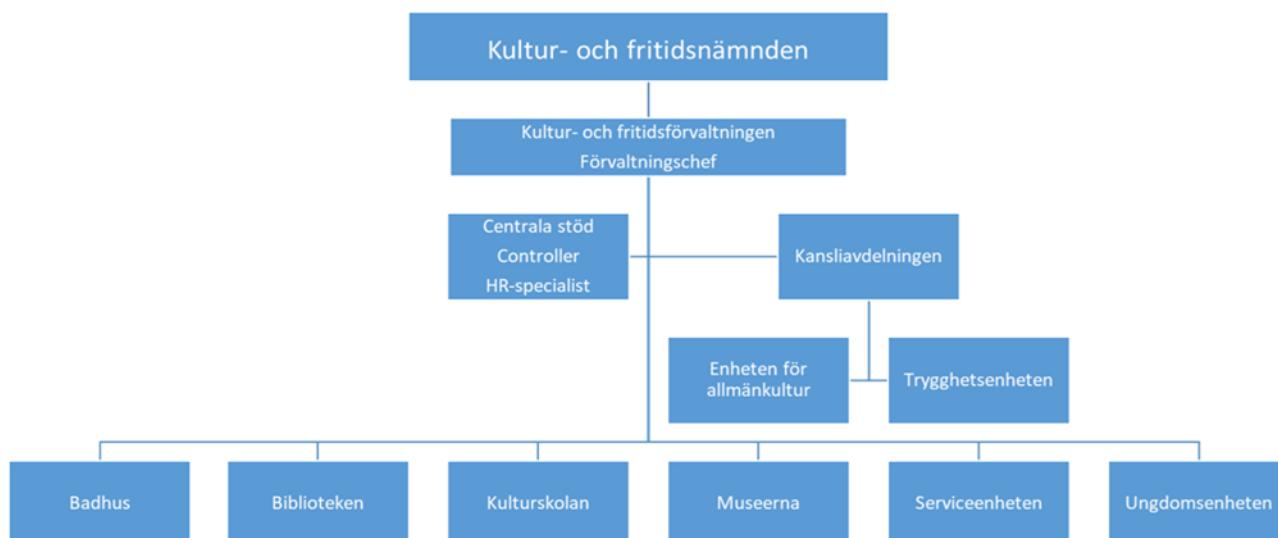 Kultur- och fritidsnämnden
Kultur- och fritidsförvaltningen
Förvaltningschef
Centrala stöd
Controller
HR-specialist
Kansliavdelningen
Enheten för
allmänkultur
Trygghetsenheten
Badhus
Biblioteken
Kulturskolan
Museerna
Serviceenheten
Ungdomsenheten